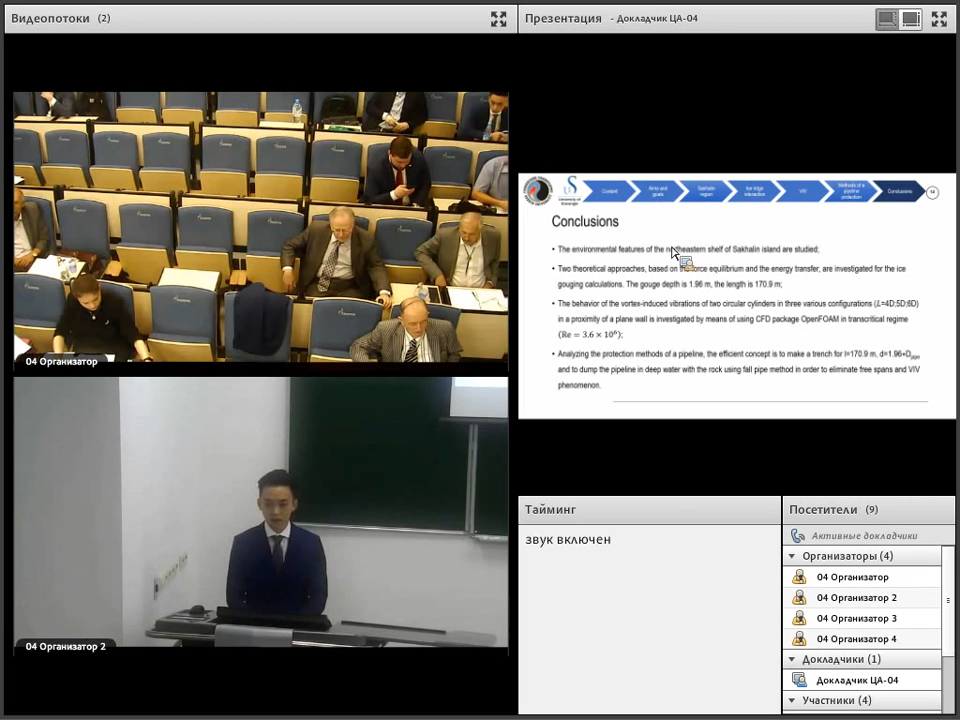 Видеопотоки (2)
04 Организатор
04 Организатор 2
Презентация - Докладчик ЦА-04
University of
Content
Aims and
goals
Sakhalin
region
Ice ridge
interaction
VIV
Methods of a
pipeline
protection
Conclusions
Conclusions
• The environmental features of the northeastern shelf of Sakhalin island are studied;
• Two theoretical approaches, based on the force equilibrium and the energy transfer, are investigated for the ice
gouging calculations. The gouge depth is 1.96 m, the length is 170.9 m;
• The behavior of the vortex-induced vibrations of two circular cylinders in three various configurations (L=4D;5D;6D)
in a proximity of a plane wall is investigated by means of using CFD package OpenFOAM in transcritical regime
(Re = 3.6 × 10⁶);
• Analyzing the protection methods of a pipeline, the efficient concept is to make a trench for l=170.9 m, d=1.96+Dpipe
and to dump the pipeline in deep water with the rock using fall pipe method in order to eliminate free spans and VIV
phenomenon.
Тайминг
звук включен
Посетители (9)
Активные докладчики
Организаторы (4)
04 Организатор
04 Организатор 2
04 Организатор 3
04 Организатор 4
Докладчики (1)
Докладчик ЦА-04
Участники (4)